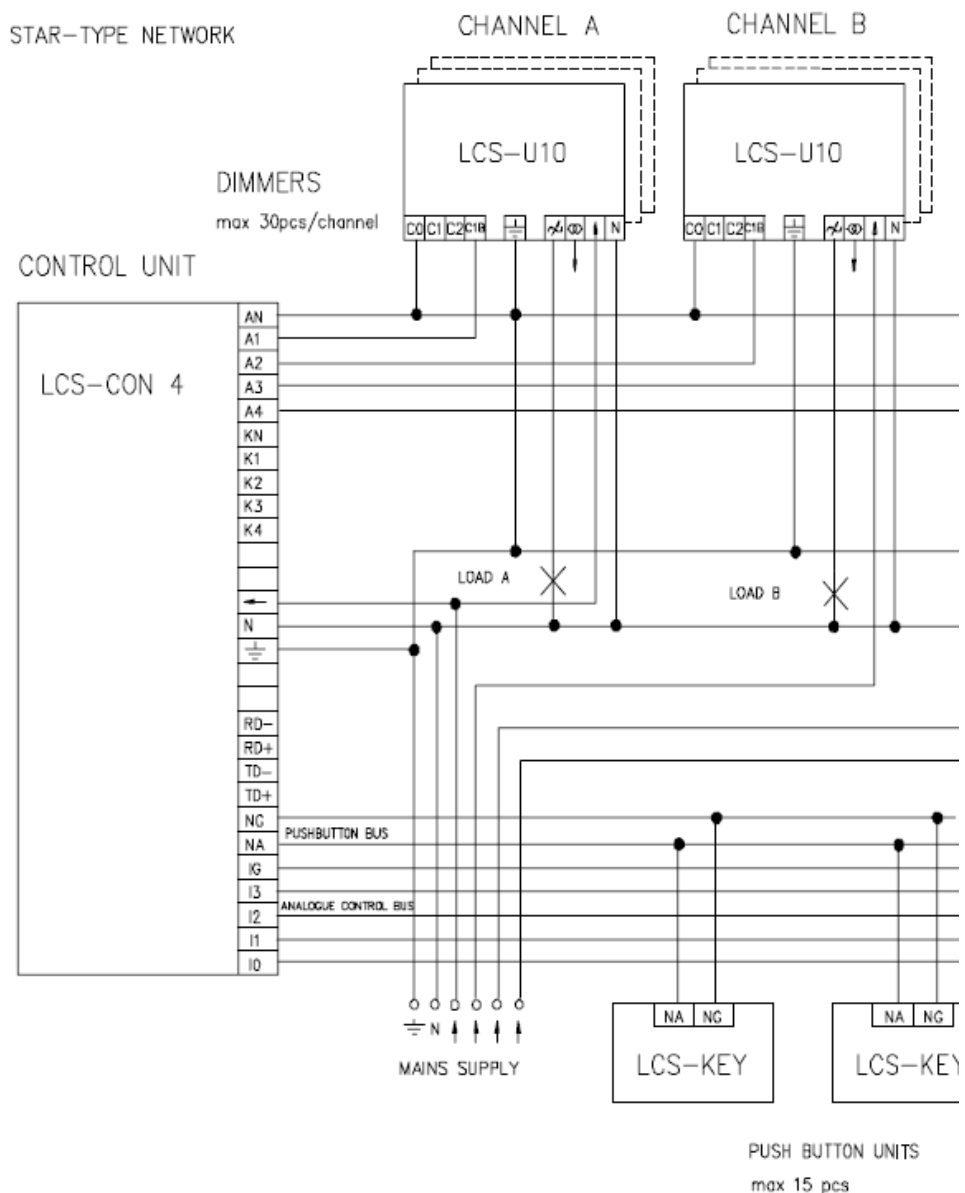 STAR-TYPE NETWORK
CHANNEL A
CHANNEL B
LCS-U10
LCS-U10
DIMMERS
max 30pcs/channel
C0 C1 C2 C1B N
C0 C1 C2 C1B N
CONTROL UNIT
LCS-CON 4
AN
A1
A2
A3
A4
KN
K1
K2
K3
K4
LOAD A
LOAD B
N
RD-
RD+
TD-
TD+
NG
PUSHBUTTON BUS
NA
IG
I3
ANALOGUE CONTROL BUS
I2
I1
I0
N
MAINS SUPPLY
NA NG
LCS-KEY
NA NG
LCS-KEY
PUSH BUTTON UNITS
max 15 pcs